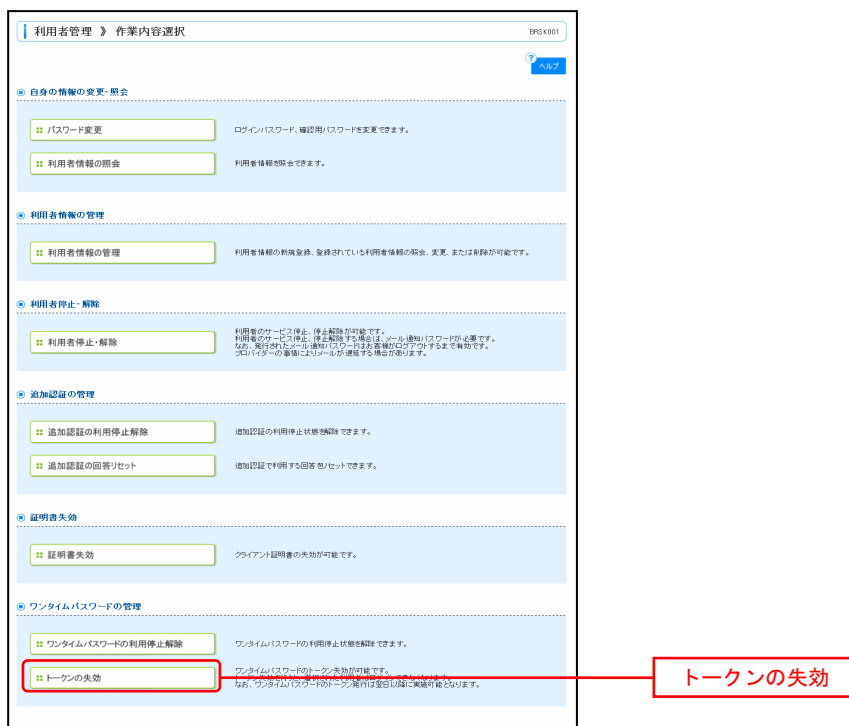 利用者管理 》 作業内容選択
BRSK001
?
ヘルプ
自身の情報の変更・照会
パスワード変更
ログインパスワード、確認用パスワードを変更できます。
利用者情報の照会
利用者情報を照会できます。
利用者情報の管理
利用者情報の管理
利用者情報の新規登録、登録されている利用者情報の照会、変更、または削除が可能です。
利用者停止・解除
利用者停止・解除
利用者のサービス停止、停止解除が可能です。
利用者のサービス停止、停止解除する場合は、メール通知パスワードが必要です。
なお、発行されたメール通知パスワードはお客様がログアウトするまで有効です。
プロバイダーの事情によりメールが遅延する場合があります。
追加認証の管理
追加認証の利用停止解除
追加認証の利用停止状態を解除できます。
追加認証の回答リセット
追加認証で利用する回答をリセットできます。
証明書失効
証明書失効
クライアント証明書の失効が可能です。
ワンタイムパスワードの管理
ワンタイムパスワードの利用停止解除
ワンタイムパスワードの利用停止状態を解除できます。
トークンの失効
ワンタイムパスワードのトークン失効が可能です。
なお、ワンタイムパスワードのトークン発行は翌日以降に実施可能となります。
トークンの失効